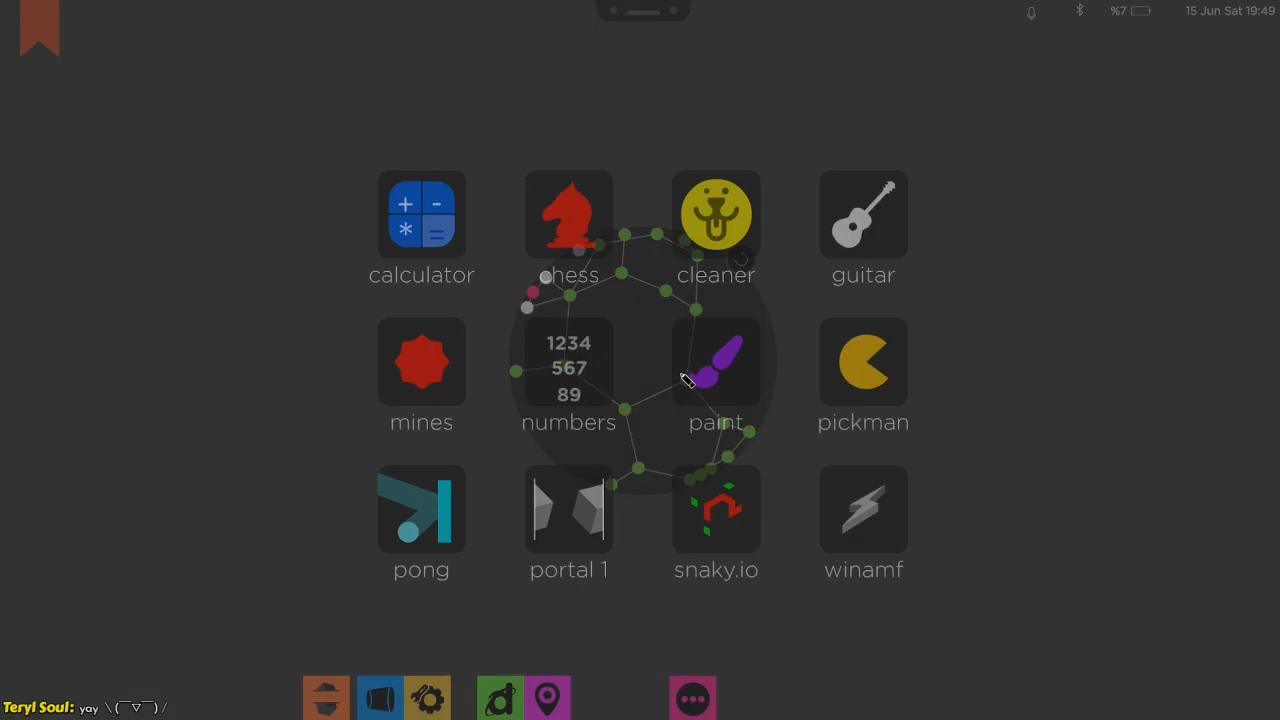 %7
15 Jun Sat 19:49
calculator
chess
cleaner
guitar
1234
567
89
mines
numbers
paint
pickman
pong
portal 1
snaky.io
winamf
Teryl Soul: yay \(￣▽￣)/